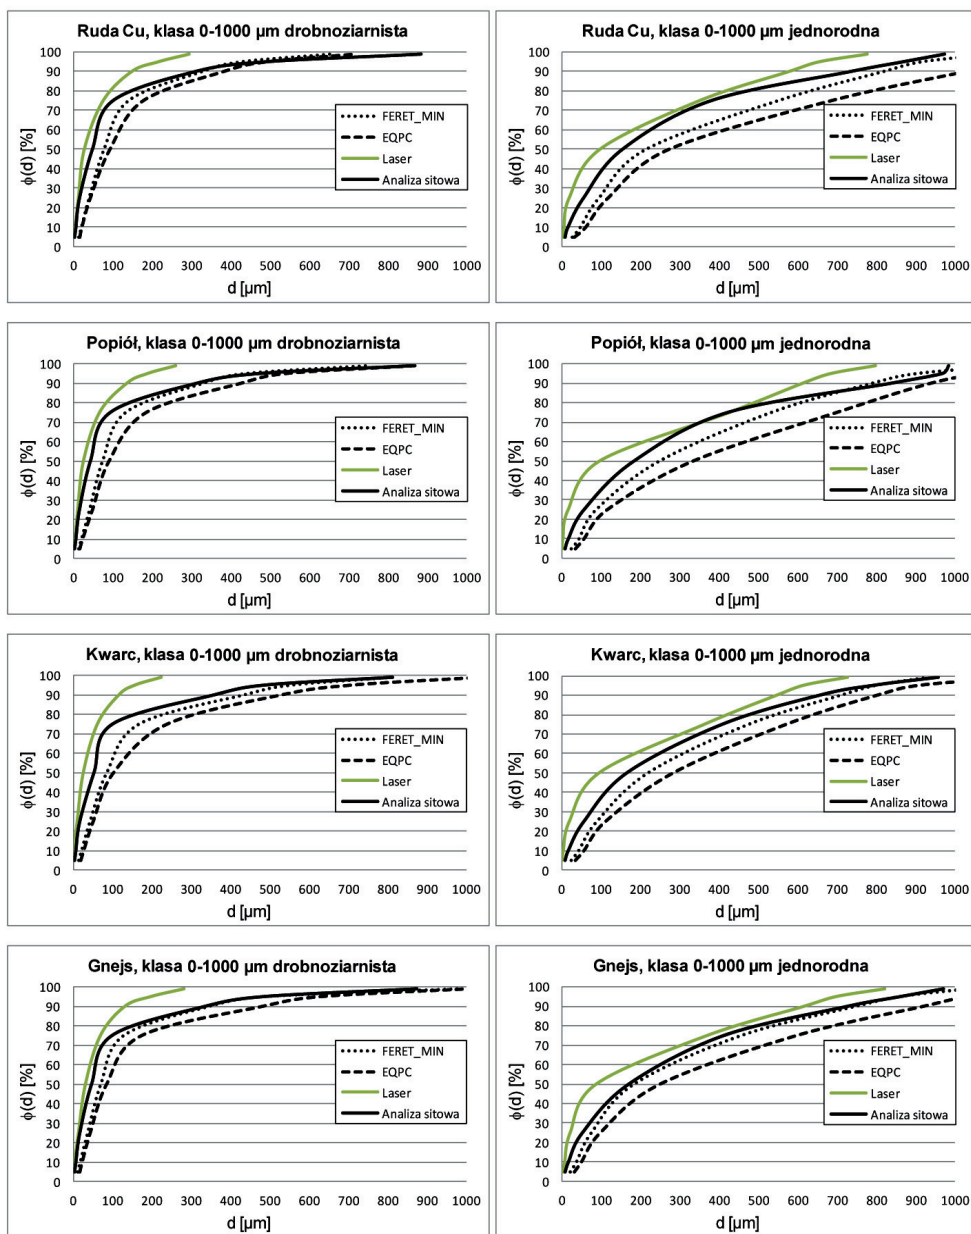 Ruda Cu, klasa 0-1000 µm drobnoziarnista
ϕ(d) [%]
100
90
80
70
60
50
40
30
20
10
0
FERET_MIN
EQPC
Laser
Analiza sitowa
0 100 200 300 400 500 600 700 800 900 1000
d [µm]
Ruda Cu, klasa 0-1000 µm jednorodna
ϕ(d) [%]
100
90
80
70
60
50
40
30
20
10
0
FERET_MIN
EQPC
Laser
Analiza sitowa
0 100 200 300 400 500 600 700 800 900 1000
d [µm]
Popiół, klasa 0-1000 µm drobnoziarnista
ϕ(d) [%]
100
90
80
70
60
50
40
30
20
10
0
FERET_MIN
EQPC
Laser
Analiza sitowa
0 100 200 300 400 500 600 700 800 900 1000
d [µm]
Popiół, klasa 0-1000 µm jednorodna
ϕ(d) [%]
100
90
80
70
60
50
40
30
20
10
0
FERET_MIN
EQPC
Laser
Analiza sitowa
0 100 200 300 400 500 600 700 800 900 1000
d [µm]
Kwarc, klasa 0-1000 µm drobnoziarnista
ϕ(d) [%]
100
90
80
70
60
50
40
30
20
10
0
FERET_MIN
EQPC
Laser
Analiza sitowa
0 100 200 300 400 500 600 700 800 900 1000
d [µm]
Kwarc, klasa 0-1000 µm jednorodna
ϕ(d) [%]
100
90
80
70
60
50
40
30
20
10
0
FERET_MIN
EQPC
Laser
Analiza sitowa
0 100 200 300 400 500 600 700 800 900 1000
d [µm]
Gnejs, klasa 0-1000 µm drobnoziarnista
ϕ(d) [%]
100
90
80
70
60
50
40
30
20
10
0
FERET_MIN
EQPC
Laser
Analiza sitowa
0 100 200 300 400 500 600 700 800 900 1000
d [µm]
Gnejs, klasa 0-1000 µm jednorodna
ϕ(d) [%]
100
90
80
70
60
50
40
30
20
10
0
FERET_MIN
EQPC
Laser
Analiza sitowa
0 100 200 300 400 500 600 700 800 900 1000
d [µm]